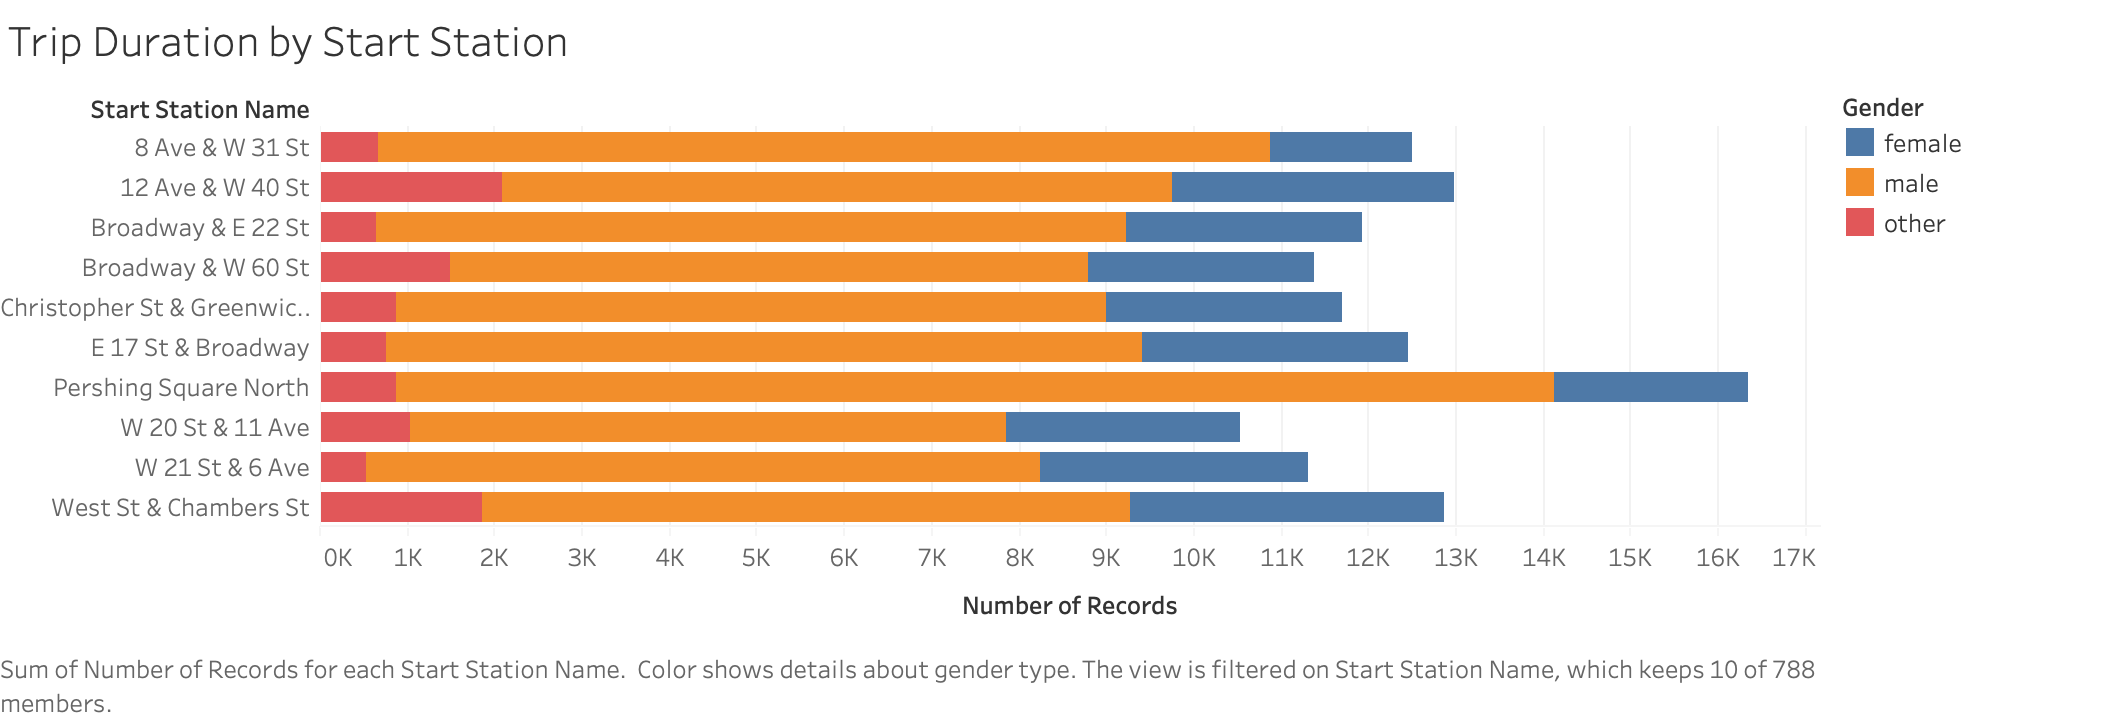 Trip Duration by Start Station
Start Station Name
8 Ave & W 31 St
12 Ave & W 40 St
Broadway & E 22 St
Broadway & W 60 St
Christopher St & Greenwic..
E 17 St & Broadway
Pershing Square North
W 20 St & 11 Ave
W 21 St & 6 Ave
West St & Chambers St
0K 1K 2K 3K 4K 5K 6K 7K 8K 9K 10K 11K 12K 13K 14K 15K 16K 17K
Number of Records
Gender
female
male
other
Sum of Number of Records for each Start Station Name.  Color shows details about gender type. The view is filtered on Start Station Name, which keeps 10 of 788
members.